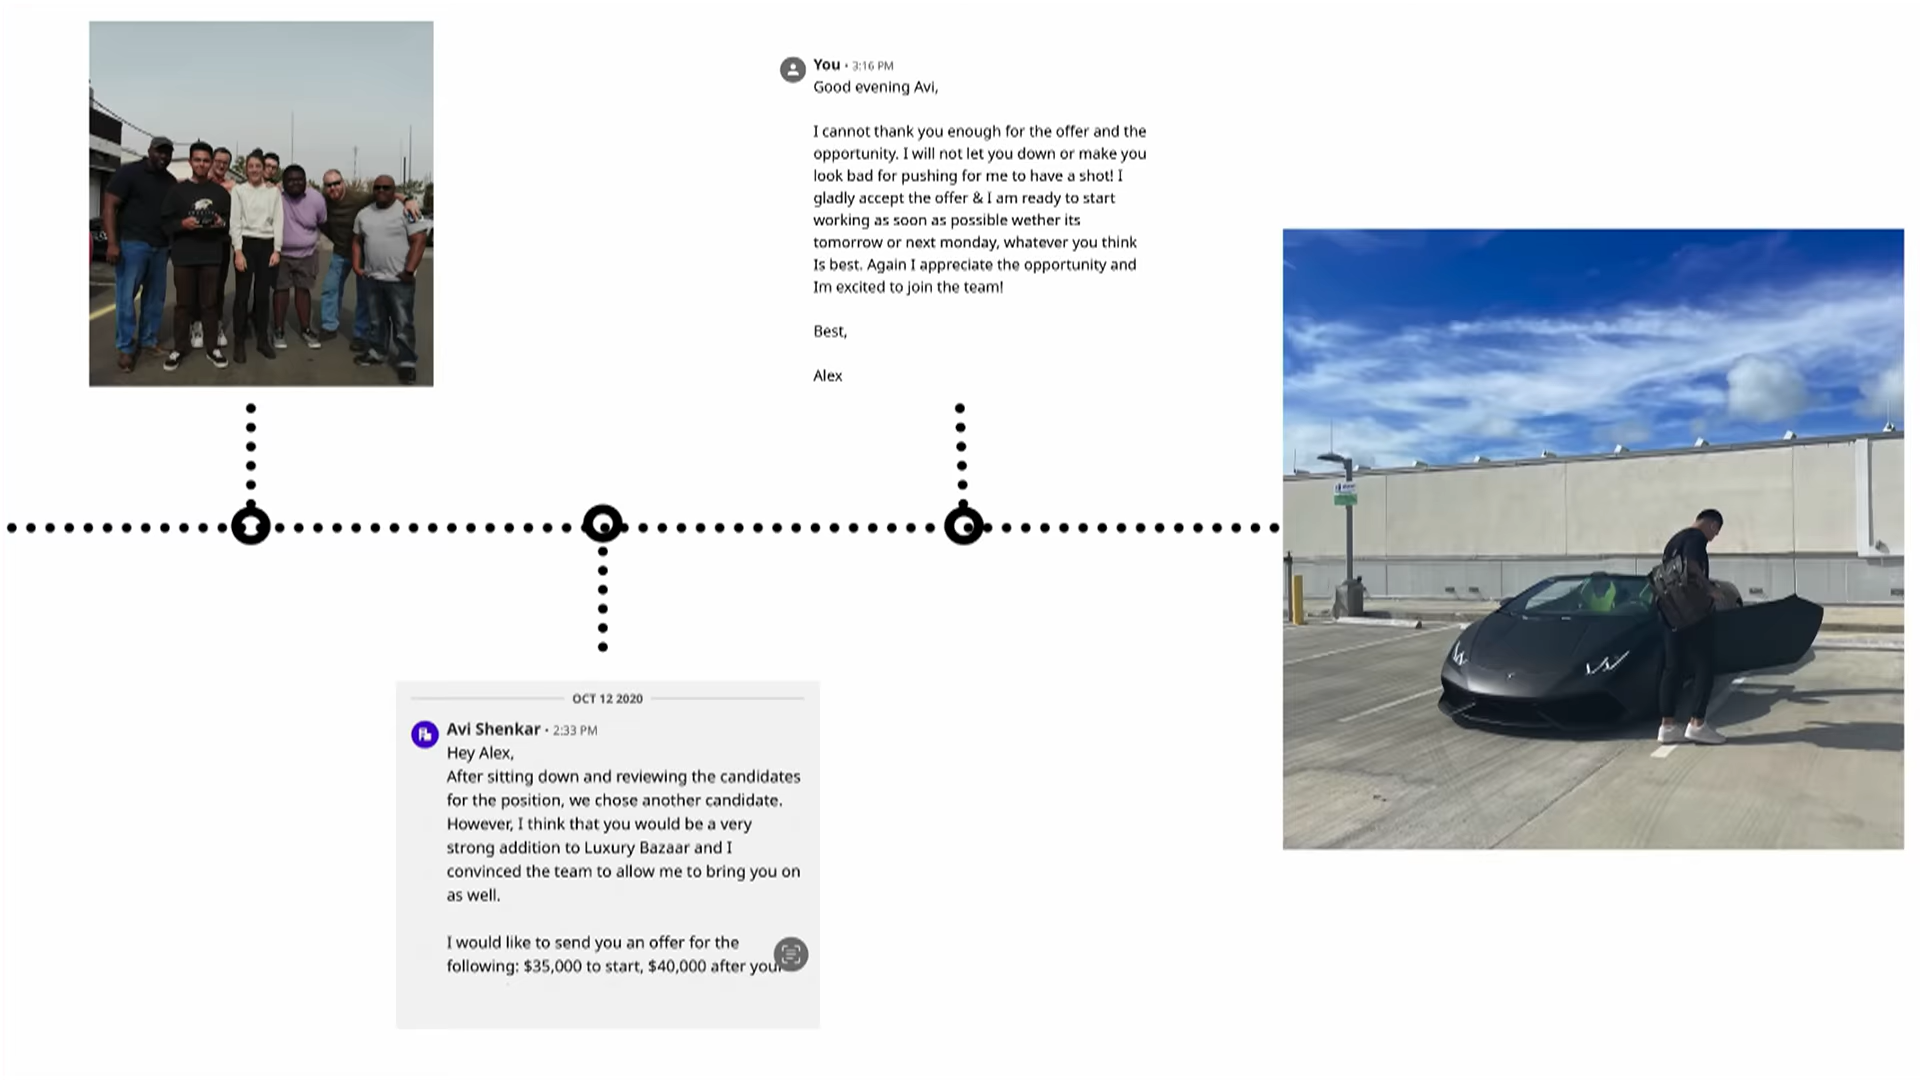 You • 3:16 PM
Good evening Avi,
I cannot thank you enough for the offer and the
opportunity. I will not let you down or make you
look bad for pushing for me to have a shot! I
gladly accept the offer & I am ready to start
working as soon as possible wether its
tomorrow or next monday, whatever you think
Is best. Again I appreciate the opportunity and
Im excited to join the team!
Best,
Alex
OCT 12 2020
Avi Shenkar • 2:33 PM
Hey Alex,
After sitting down and reviewing the candidates
for the position, we chose another candidate.
However, I think that you would be a very
strong addition to Luxury Bazaar and I
convinced the team to allow me to bring you on
as well.
I would like to send you an offer for the
following: $35,000 to start, $40,000 after your